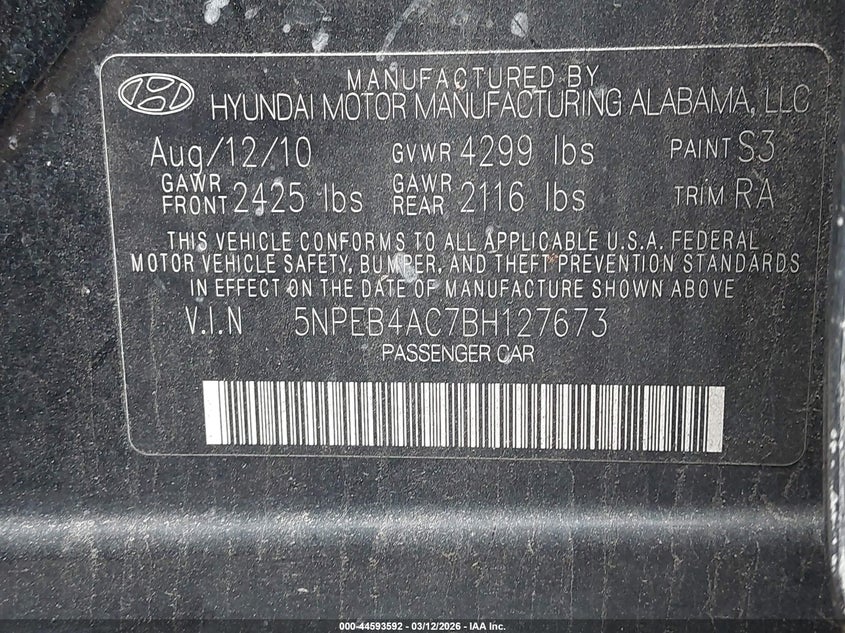 MANUFACTURED BY
HYUNDAI MOTOR MANUFACTURING ALABAMA, LLC
Aug/12/10 GVWR 4299 lbs PAINT S3
GAWR FRONT 2425 lbs GAWR REAR 2116 lbs TRIM RA
THIS VEHICLE CONFORMS TO ALL APPLICABLE U.S.A. FEDERAL
MOTOR VEHICLE SAFETY, BUMPER, AND THEFT PREVENTION STANDARDS
IN EFFECT ON THE DATE OF MANUFACTURE SHOWN ABOVE
V.I.N 5NPEB4AC7BH127673
PASSENGER CAR
000-44593592 - 03/12/2026 - IAA Inc.